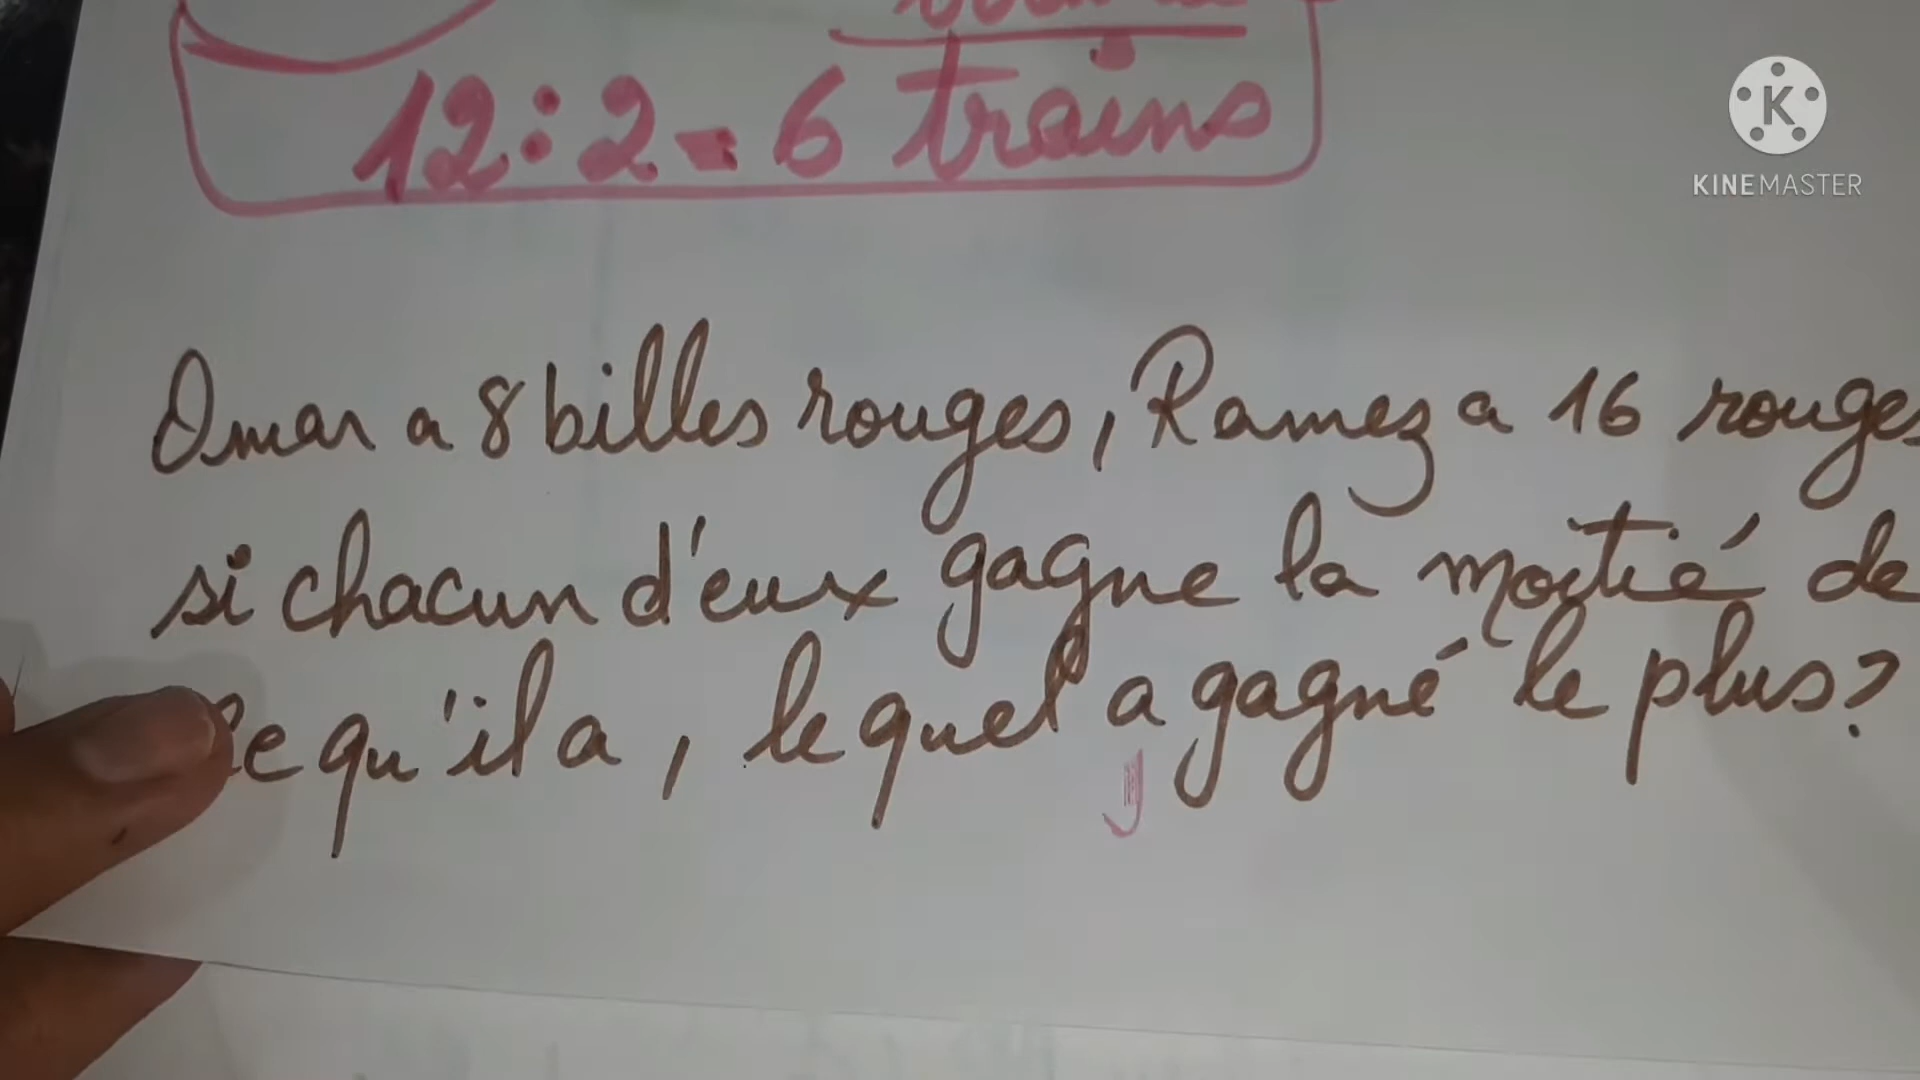 12:2=6 trains
K
KINEMASTER
Omar a 8 billes rouges, Ramez a 16 rouges
si chacun d'eux gagne la moitié de
ce qu'il a, lequel a gagné le plus?